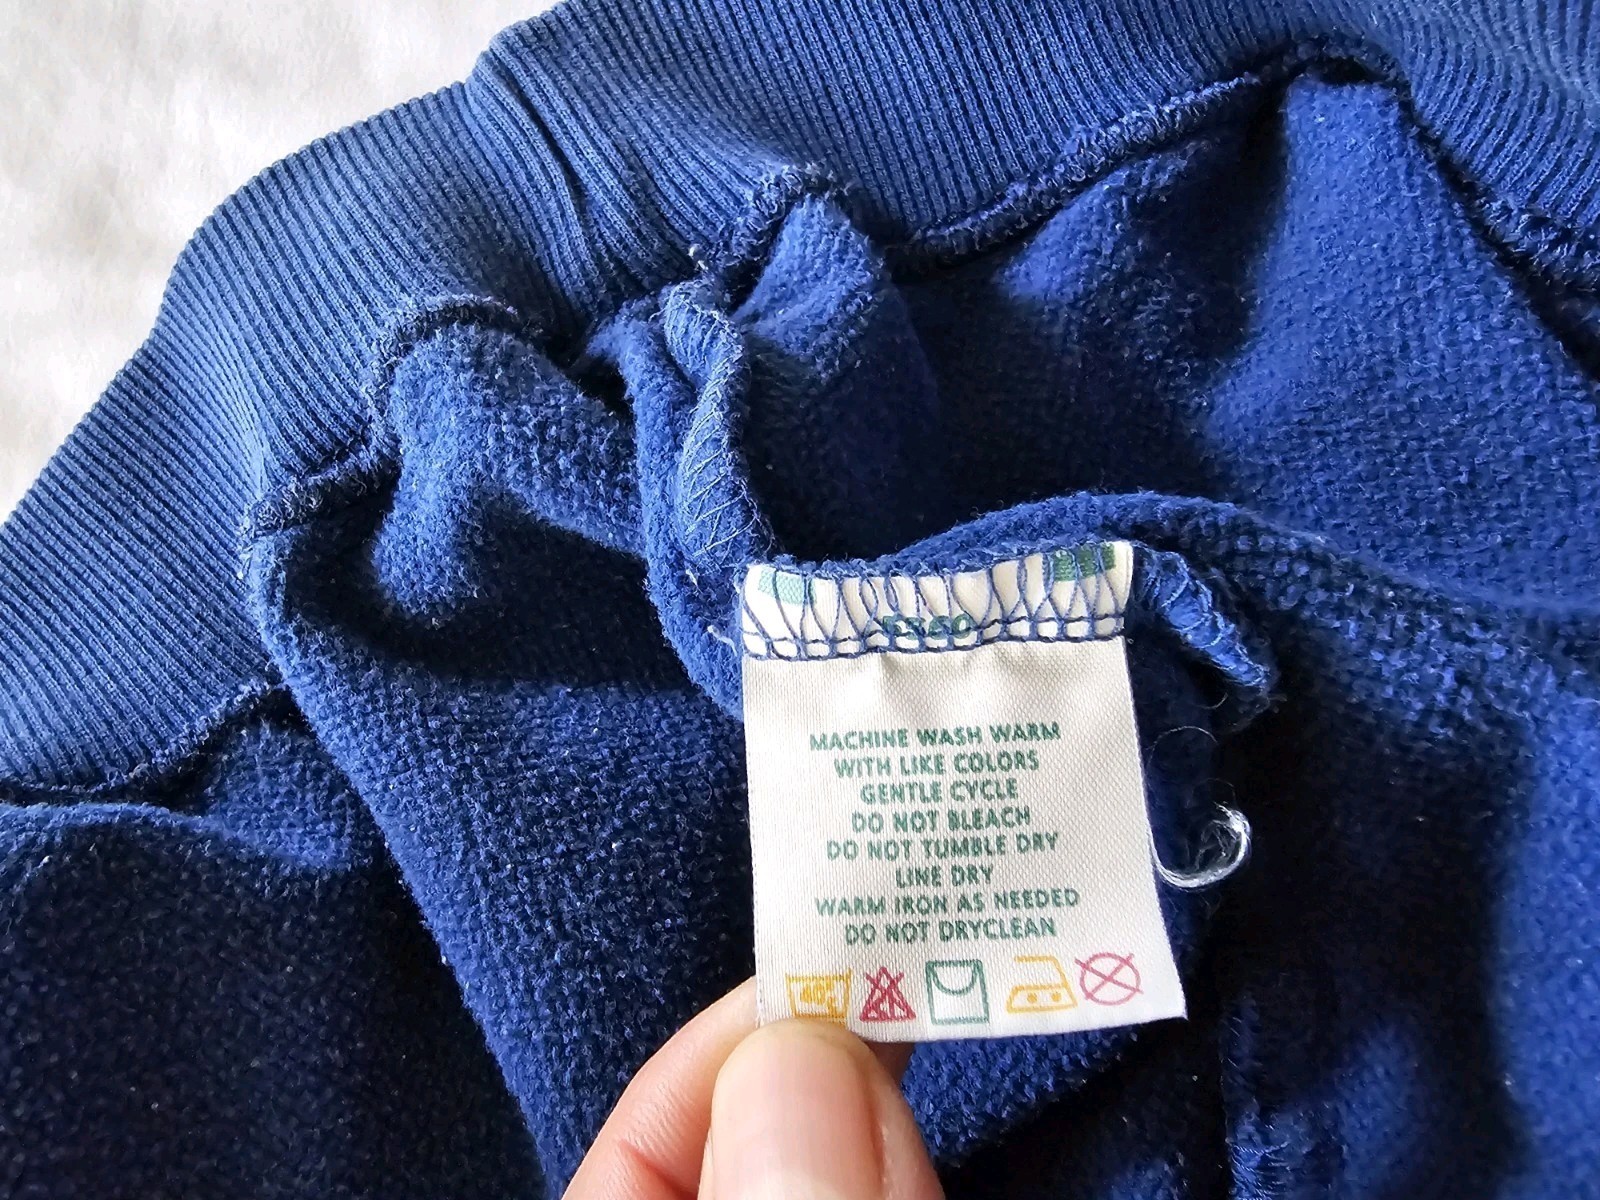 MACHINE WASH WARM
WITH LIKE COLORS
GENTLE CYCLE
DO NOT BLEACH
DO NOT TUMBLE DRY
LINE DRY
WARM IRON AS NEEDED
DO NOT DRYCLEAN
40°